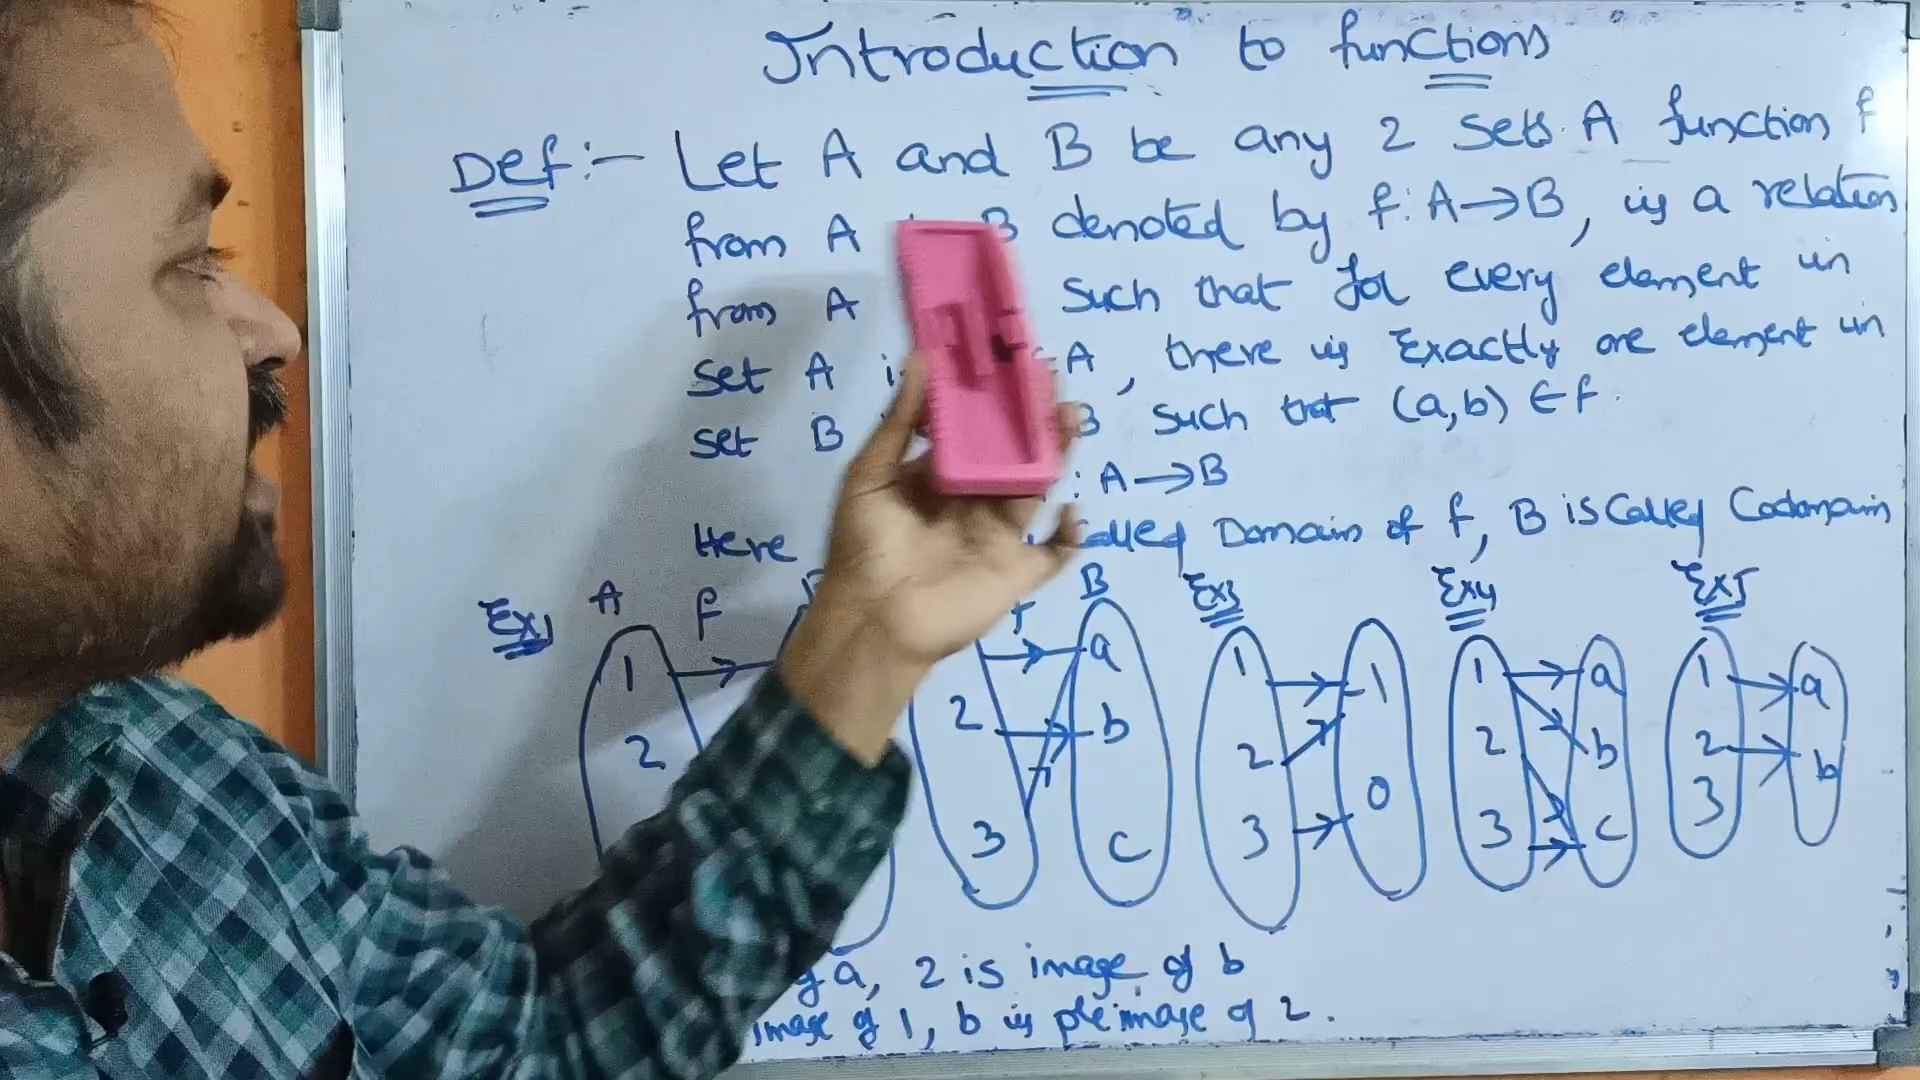 Introduction to functions
Def:- Let A and B be any 2 sets. A function f
from A B denoted by f: A→B, is a relation
from A such that for every element in
set A A, there is Exactly one element in
set B B such that (a,b) ∈ f.
: A→B
Here called Domain of f, B is called Codomain
Ex1 A f B Ex3 Ex4 Ex5
1 a 1 1 1 a 1 a
2 2 b 2 2 b 2 b
3 c 3 0 3 c 3
a, 2 is image of b
image of 1, b is preimage of 2.